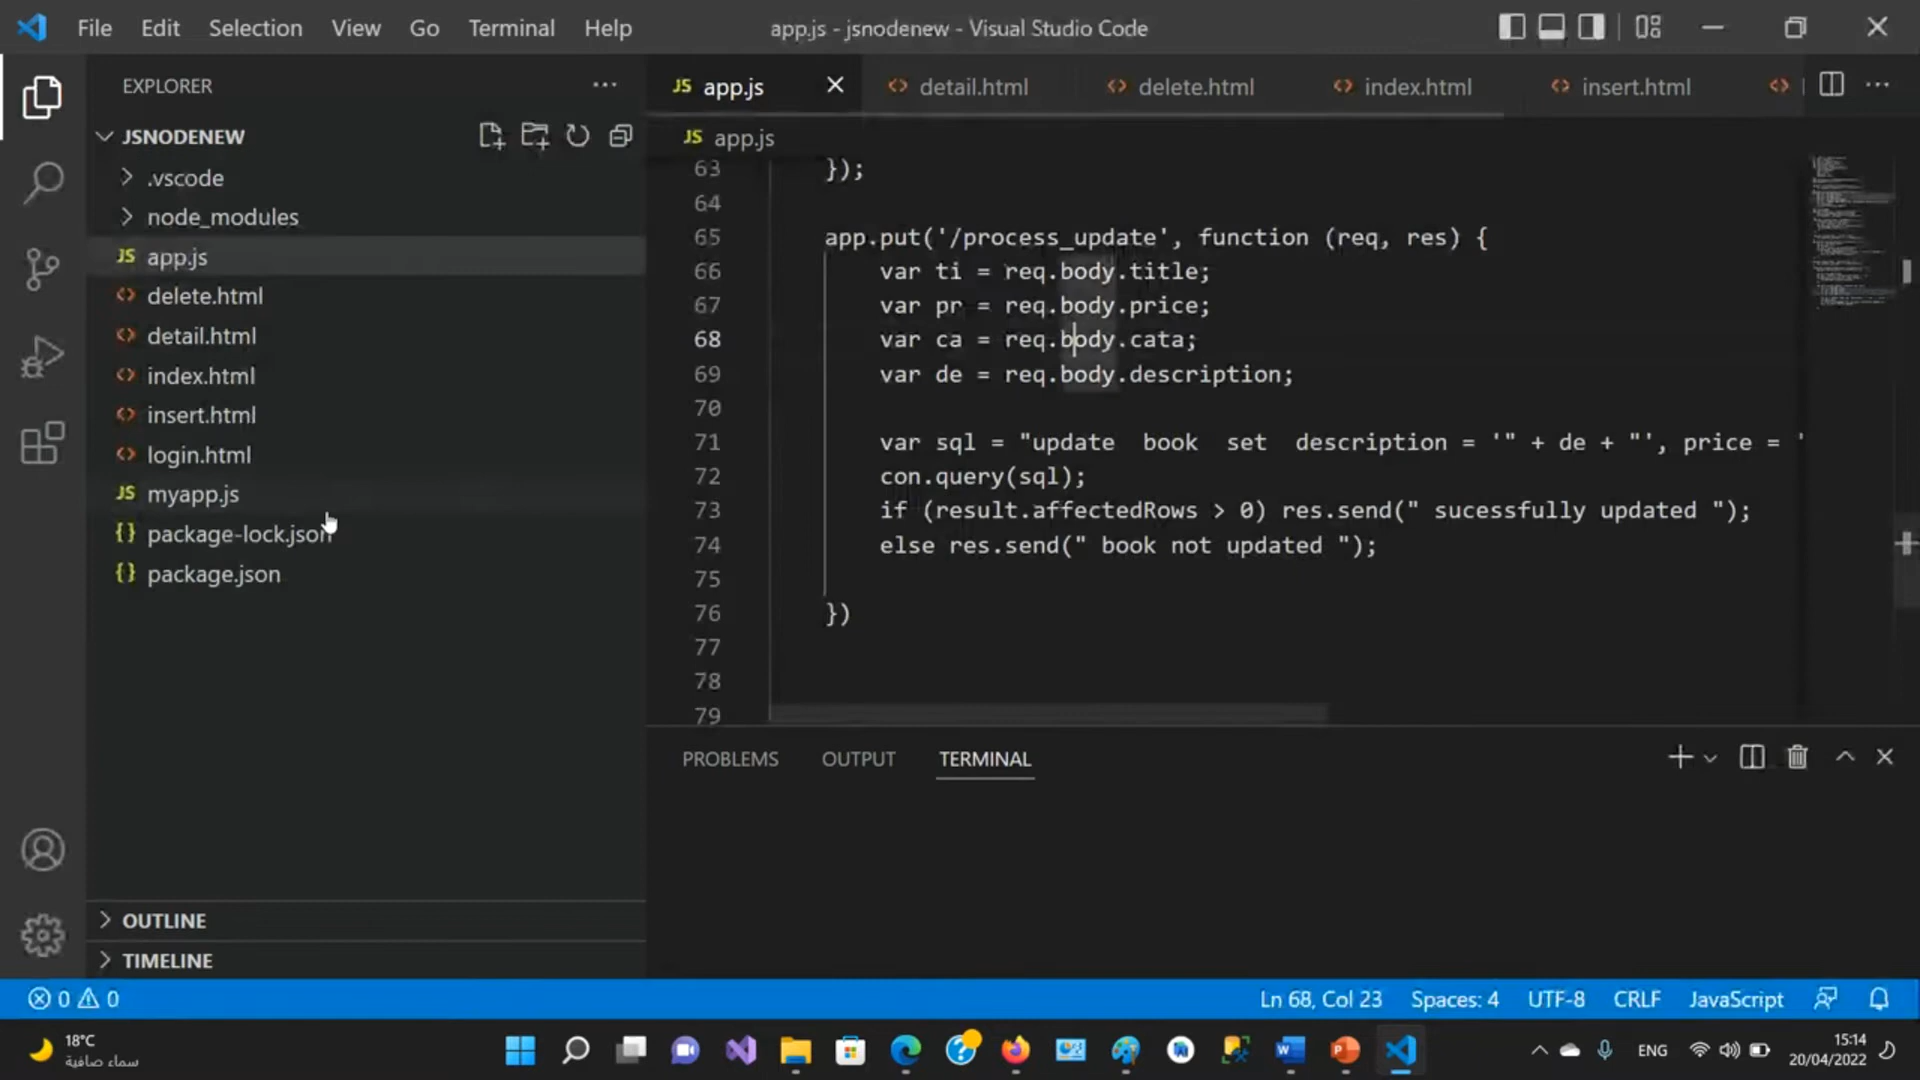 File Edit Selection View Go Terminal Help
app.js - jsnodenew - Visual Studio Code
EXPLORER
JSNODENEW
.vscode
node_modules
JS app.js
delete.html
detail.html
index.html
insert.html
login.html
JS myapp.js
{} package-lock.json
{} package.json
OUTLINE
TIMELINE
JS app.js
detail.html
delete.html
index.html
insert.html
JS app.js
63 });
64
65 app.put('/process_update', function (req, res) {
66 var ti = req.body.title;
67 var pr = req.body.price;
68 var ca = req.body.cata;
69 var de = req.body.description;
70
71 var sql = "update  book  set  description = '" + de + "', price = '
72 con.query(sql);
73 if (result.affectedRows > 0) res.send(" sucessfully updated ");
74 else res.send(" book not updated ");
75
76 })
77
78
79
PROBLEMS OUTPUT TERMINAL
0 0
Ln 68, Col 23 Spaces: 4 UTF-8 CRLF JavaScript
18°C
سماء صافية
ENG
15:14
20/04/2022